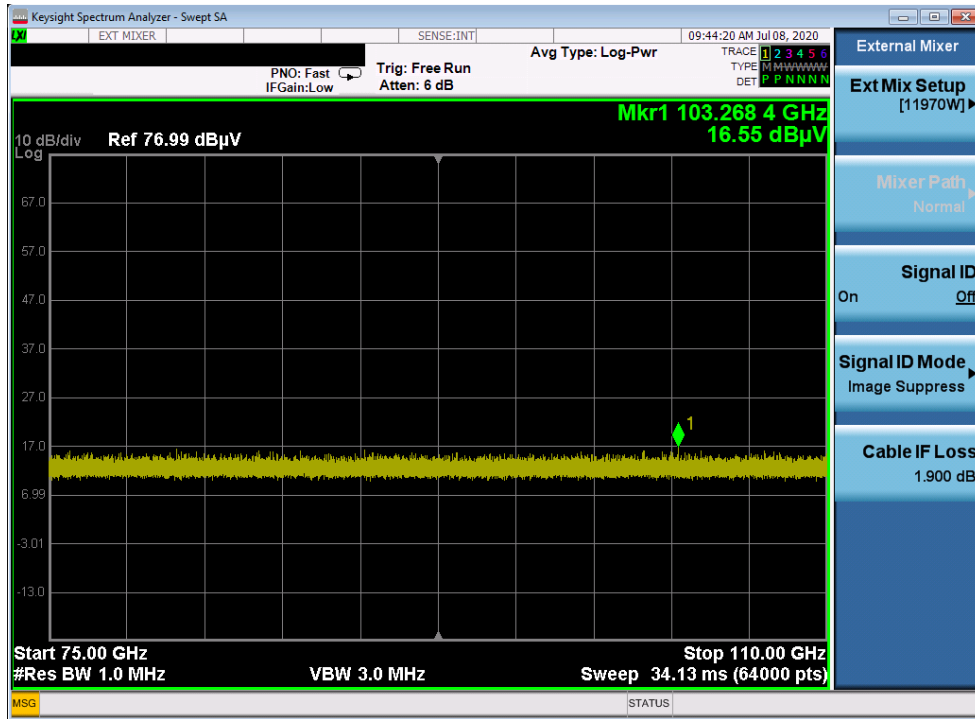 Keysight Spectrum Analyzer - Swept SA
LXI EXT MIXER SENSE:INT 09:44:20 AM Jul 08, 2020
External Mixer
Avg Type: Log-Pwr TRACE 1 2 3 4 5 6
TYPE M M W W W W
PNO: Fast Trig: Free Run DET P P N N N N
IFGain:Low Atten: 6 dB
Ext Mix Setup
[11970W]
Mkr1 103.268 4 GHz
16.55 dBµV
10 dB/div Ref 76.99 dBµV
Log
67.0
57.0
47.0
37.0
27.0
17.0
6.99
-3.01
-13.0
1
Mixer Path
Normal
Signal ID
On Off
Signal ID Mode
Image Suppress
Cable IF Loss
1.900 dB
Start 75.00 GHz Stop 110.00 GHz
#Res BW 1.0 MHz VBW 3.0 MHz Sweep 34.13 ms (64000 pts)
MSG STATUS